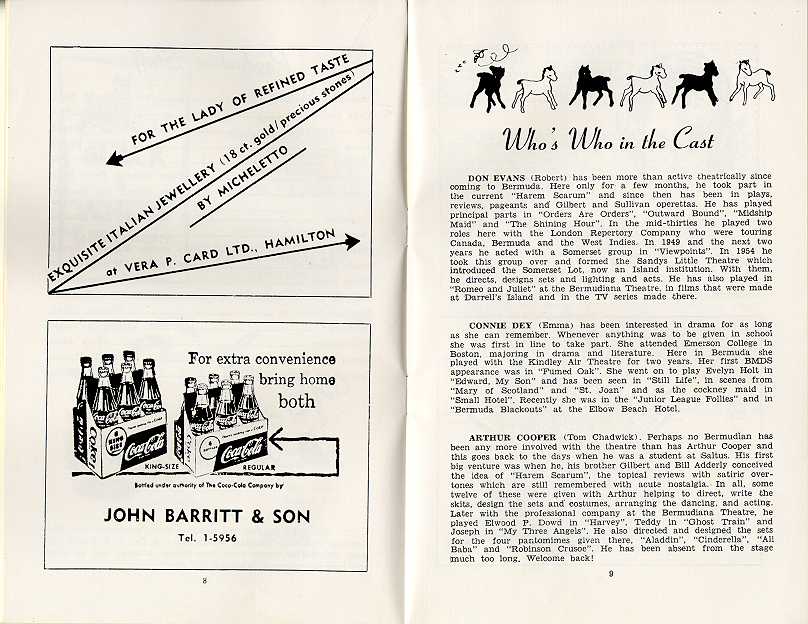 FOR THE LADY OF REFINED TASTE
EXQUISITE ITALIAN JEWELLERY (18 ct. gold/precious stones)
BY MICHELETTO
at VERA P. CARD LTD., HAMILTON
For extra convenience
bring home
both
Coca-Cola
Coca-Cola
KING-SIZE
REGULAR
Bottled under authority of The Coca-Cola Company by
JOHN BARRITT & SON
Tel. 1-5956
8
Who's Who in the Cast
DON EVANS (Robert) has been more than active theatrically since
coming to Bermuda. Here only for a few months, he took part in
the current "Harem Scarum" and since then has been in plays,
reviews, pageants and Gilbert and Sullivan operettas. He has played
principal parts in "Orders Are Orders", "Outward Bound", "Midship
Maid" and "The Shining Hour". In the mid-thirties he played two
roles here with the London Repertory Company who were touring
Canada, Bermuda and the West Indies. In 1949 and the next two
years he acted with a Somerset group in "Viewpoints". In 1954 he
took this group over and formed the Sandys Little Theatre which
introduced the Somerset Lot, now an Island institution. With them,
he directs, designs sets and lighting and acts. He has also played in
"Romeo and Juliet" at the Bermudiana Theatre, in films that were made
at Darrell's Island and in the TV series made there.
CONNIE DEY (Emma) has been interested in drama for as long
as she can remember. Whenever anything was to be given in school
she was first in line to take part. She attended Emerson College in
Boston, majoring in drama and literature. Here in Bermuda she
played with the Kindley Air Theatre for two years. Her first BMDS
appearance was in "Fumed Oak". She went on to play Evelyn Holt in
"Edward, My Son" and has been seen in "Still Life", in scenes from
"Mary of Scotland" and "St. Joan" and as the cockney maid in
"Small Hotel". Recently she was in the "Junior League Follies" and in
"Bermuda Blackouts" at the Elbow Beach Hotel.
ARTHUR COOPER (Tom Chadwick). Perhaps no Bermudian has
been any more involved with the theatre than has Arthur Cooper and
this goes back to the days when he was a student at Saltus. His first
big venture was when he, his brother Gilbert and Bill Adderly conceived
the idea of "Harem Scarum", the topical reviews with satiric over-
tones which are still remembered with acute nostalgia. In all, some
twelve of these were given with Arthur helping to direct, write the
skits, design the sets and costumes, arranging the dancing, and acting.
Later with the professional company at the Bermudiana Theatre, he
played Elwood P. Dowd in "Harvey", Teddy in "Ghost Train" and
Joseph in "My Three Angels". He also directed and designed the sets
for the four pantomimes given there, "Aladdin", "Cinderella", "Ali
Baba" and "Robinson Crusoe". He has been absent from the stage
much too long. Welcome back!
9